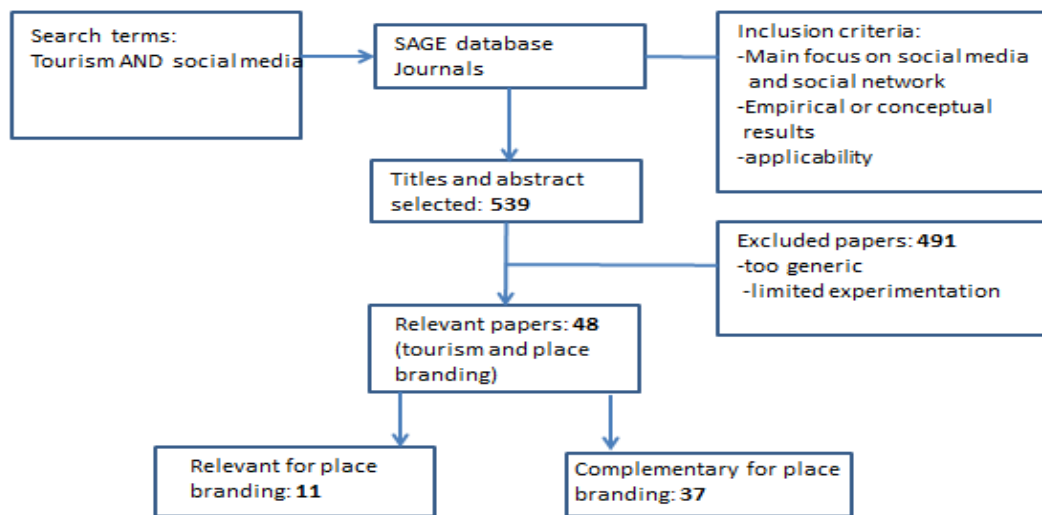 Search terms:
Tourism AND social media
SAGE database
Journals
Inclusion criteria:
-Main focus on social media
and social network
-Empirical or conceptual
results
-applicability
Titles and abstract
selected: 539
Excluded papers: 491
-too generic
-limited experimentation
Relevant papers: 48
(tourism and place
branding)
Relevant for place
branding: 11
Complementary for place
branding: 37